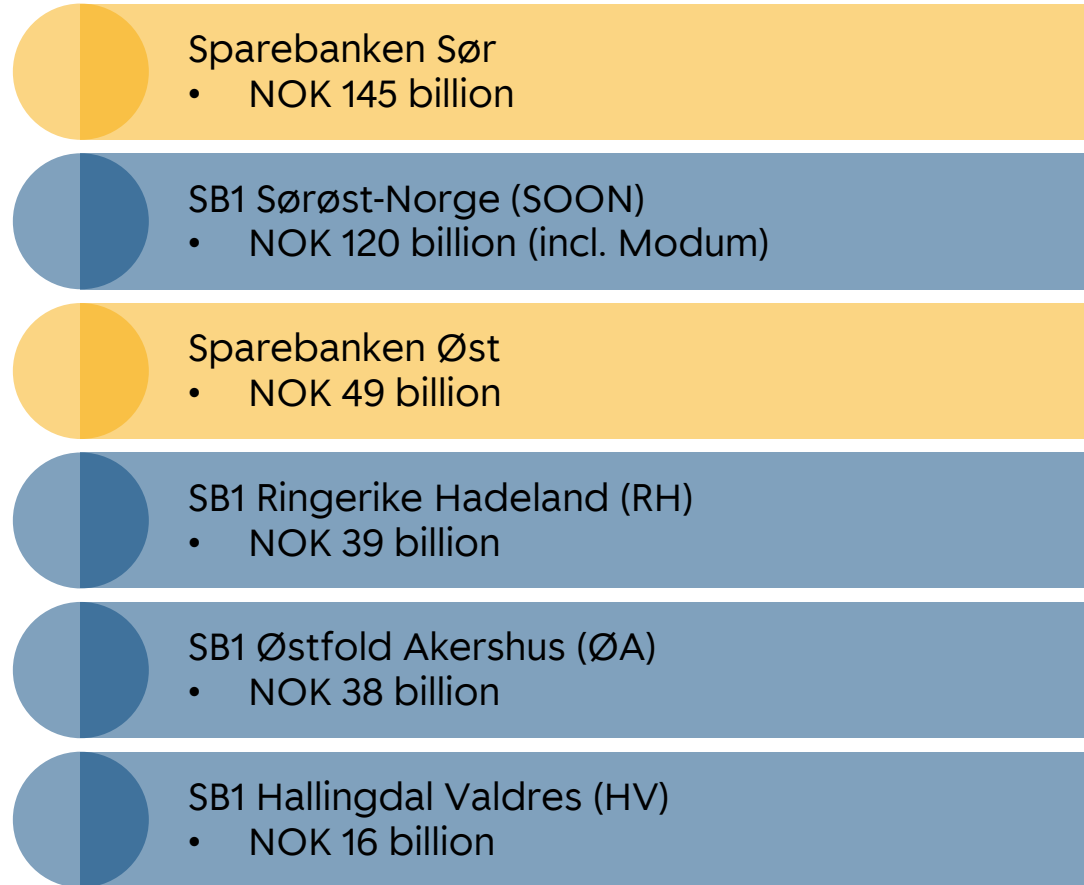 Sparebanken Sør
• NOK 145 billion
SB1 Sørøst-Norge (SOON)
• NOK 120 billion (incl. Modum)
Sparebanken Øst
• NOK 49 billion
SB1 Ringerike Hadeland (RH)
• NOK 39 billion
SB1 Østfold Akershus (ØA)
• NOK 38 billion
SB1 Hallingdal Valdres (HV)
• NOK 16 billion